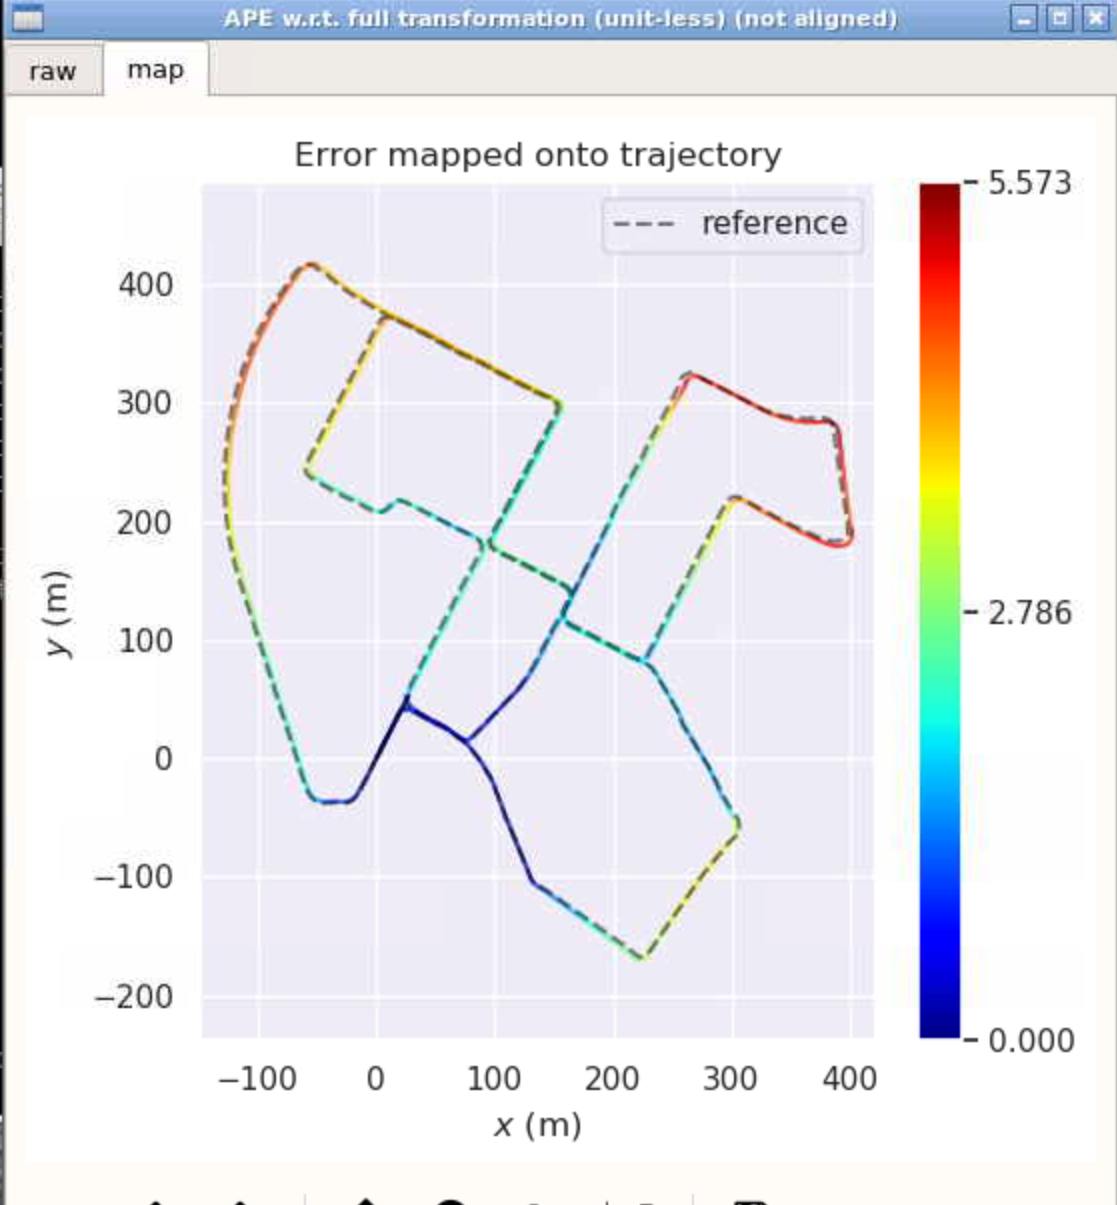 APE w.r.t. full transformation (unit-less) (not aligned)
raw map
Error mapped onto trajectory
reference
400
300
200
100
0
−100
−200
y (m)
−100 0 100 200 300 400
x (m)
5.573
2.786
0.000